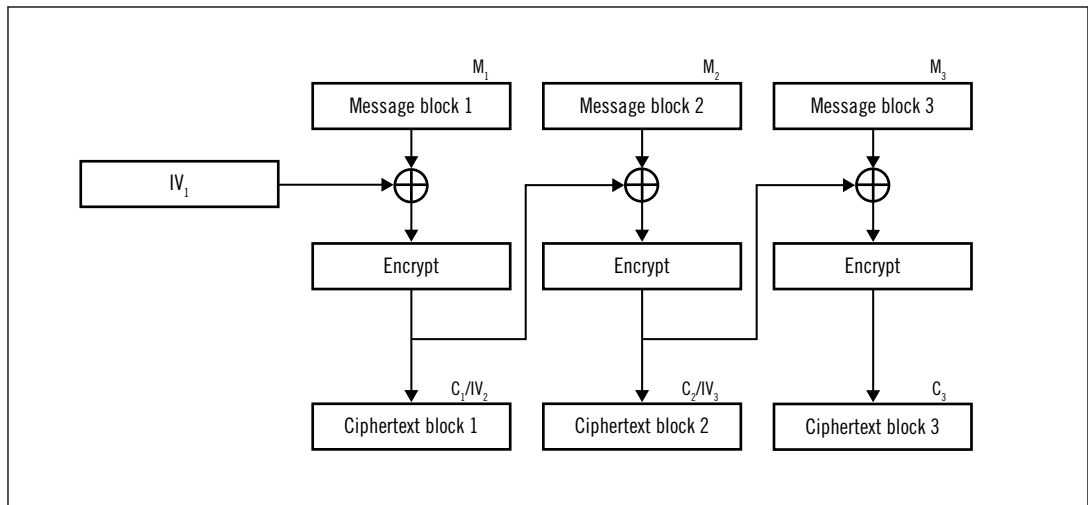 M₁ M₂ M₃
Message block 1 Message block 2 Message block 3
IV₁
Encrypt Encrypt Encrypt
C₁/IV₂ C₂/IV₃ C₃
Ciphertext block 1 Ciphertext block 2 Ciphertext block 3